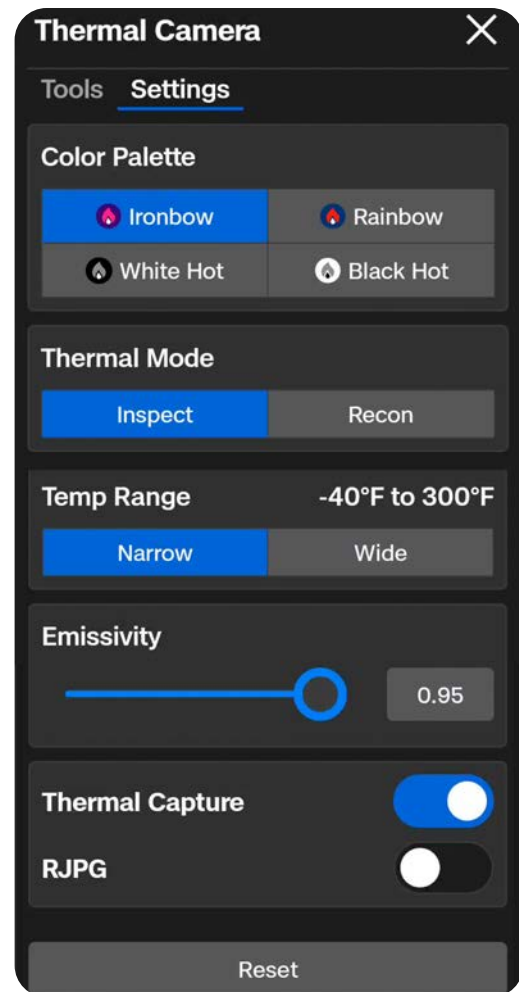 Thermal Camera
Tools Settings
Color Palette
Ironbow Rainbow
White Hot Black Hot
Thermal Mode
Inspect Recon
Temp Range -40°F to 300°F
Narrow Wide
Emissivity
0.95
Thermal Capture
RJPG
Reset